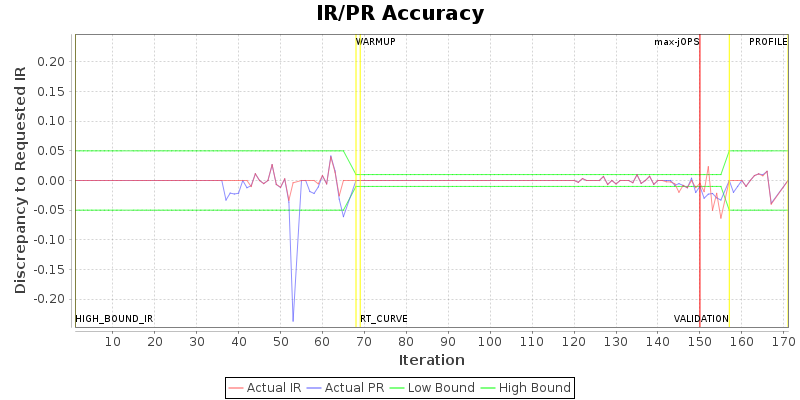 IR/PR Accuracy
Discrepancy to Requested IR
WARMUP
max-jOPS
PROFILE
0.20
0.15
0.10
0.05
0.00
-0.05
-0.10
-0.15
-0.20
HIGH_BOUND_IR
RT_CURVE
VALIDATION
10 20 30 40 50 60 70 80 90 100 110 120 130 140 150 160 170
Iteration
Actual IR Actual PR Low Bound High Bound